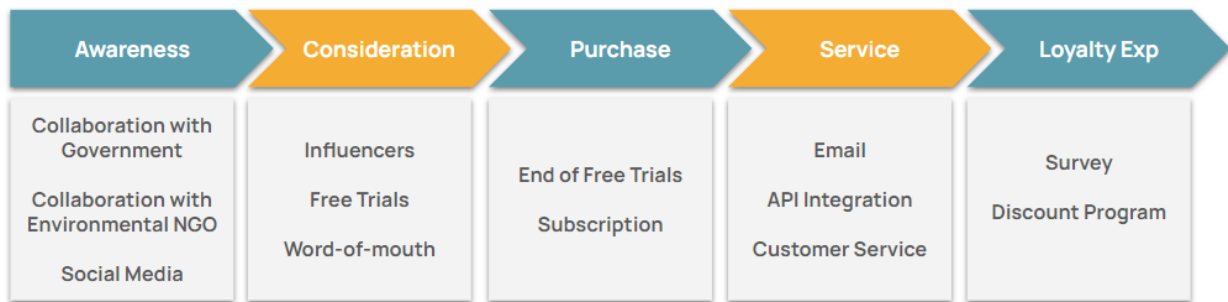 Awareness
Consideration
Purchase
Service
Loyalty Exp
Collaboration with
Government
Collaboration with
Environmental NGO
Social Media
Influencers
Free Trials
Word-of-mouth
End of Free Trials
Subscription
Email
API Integration
Customer Service
Survey
Discount Program